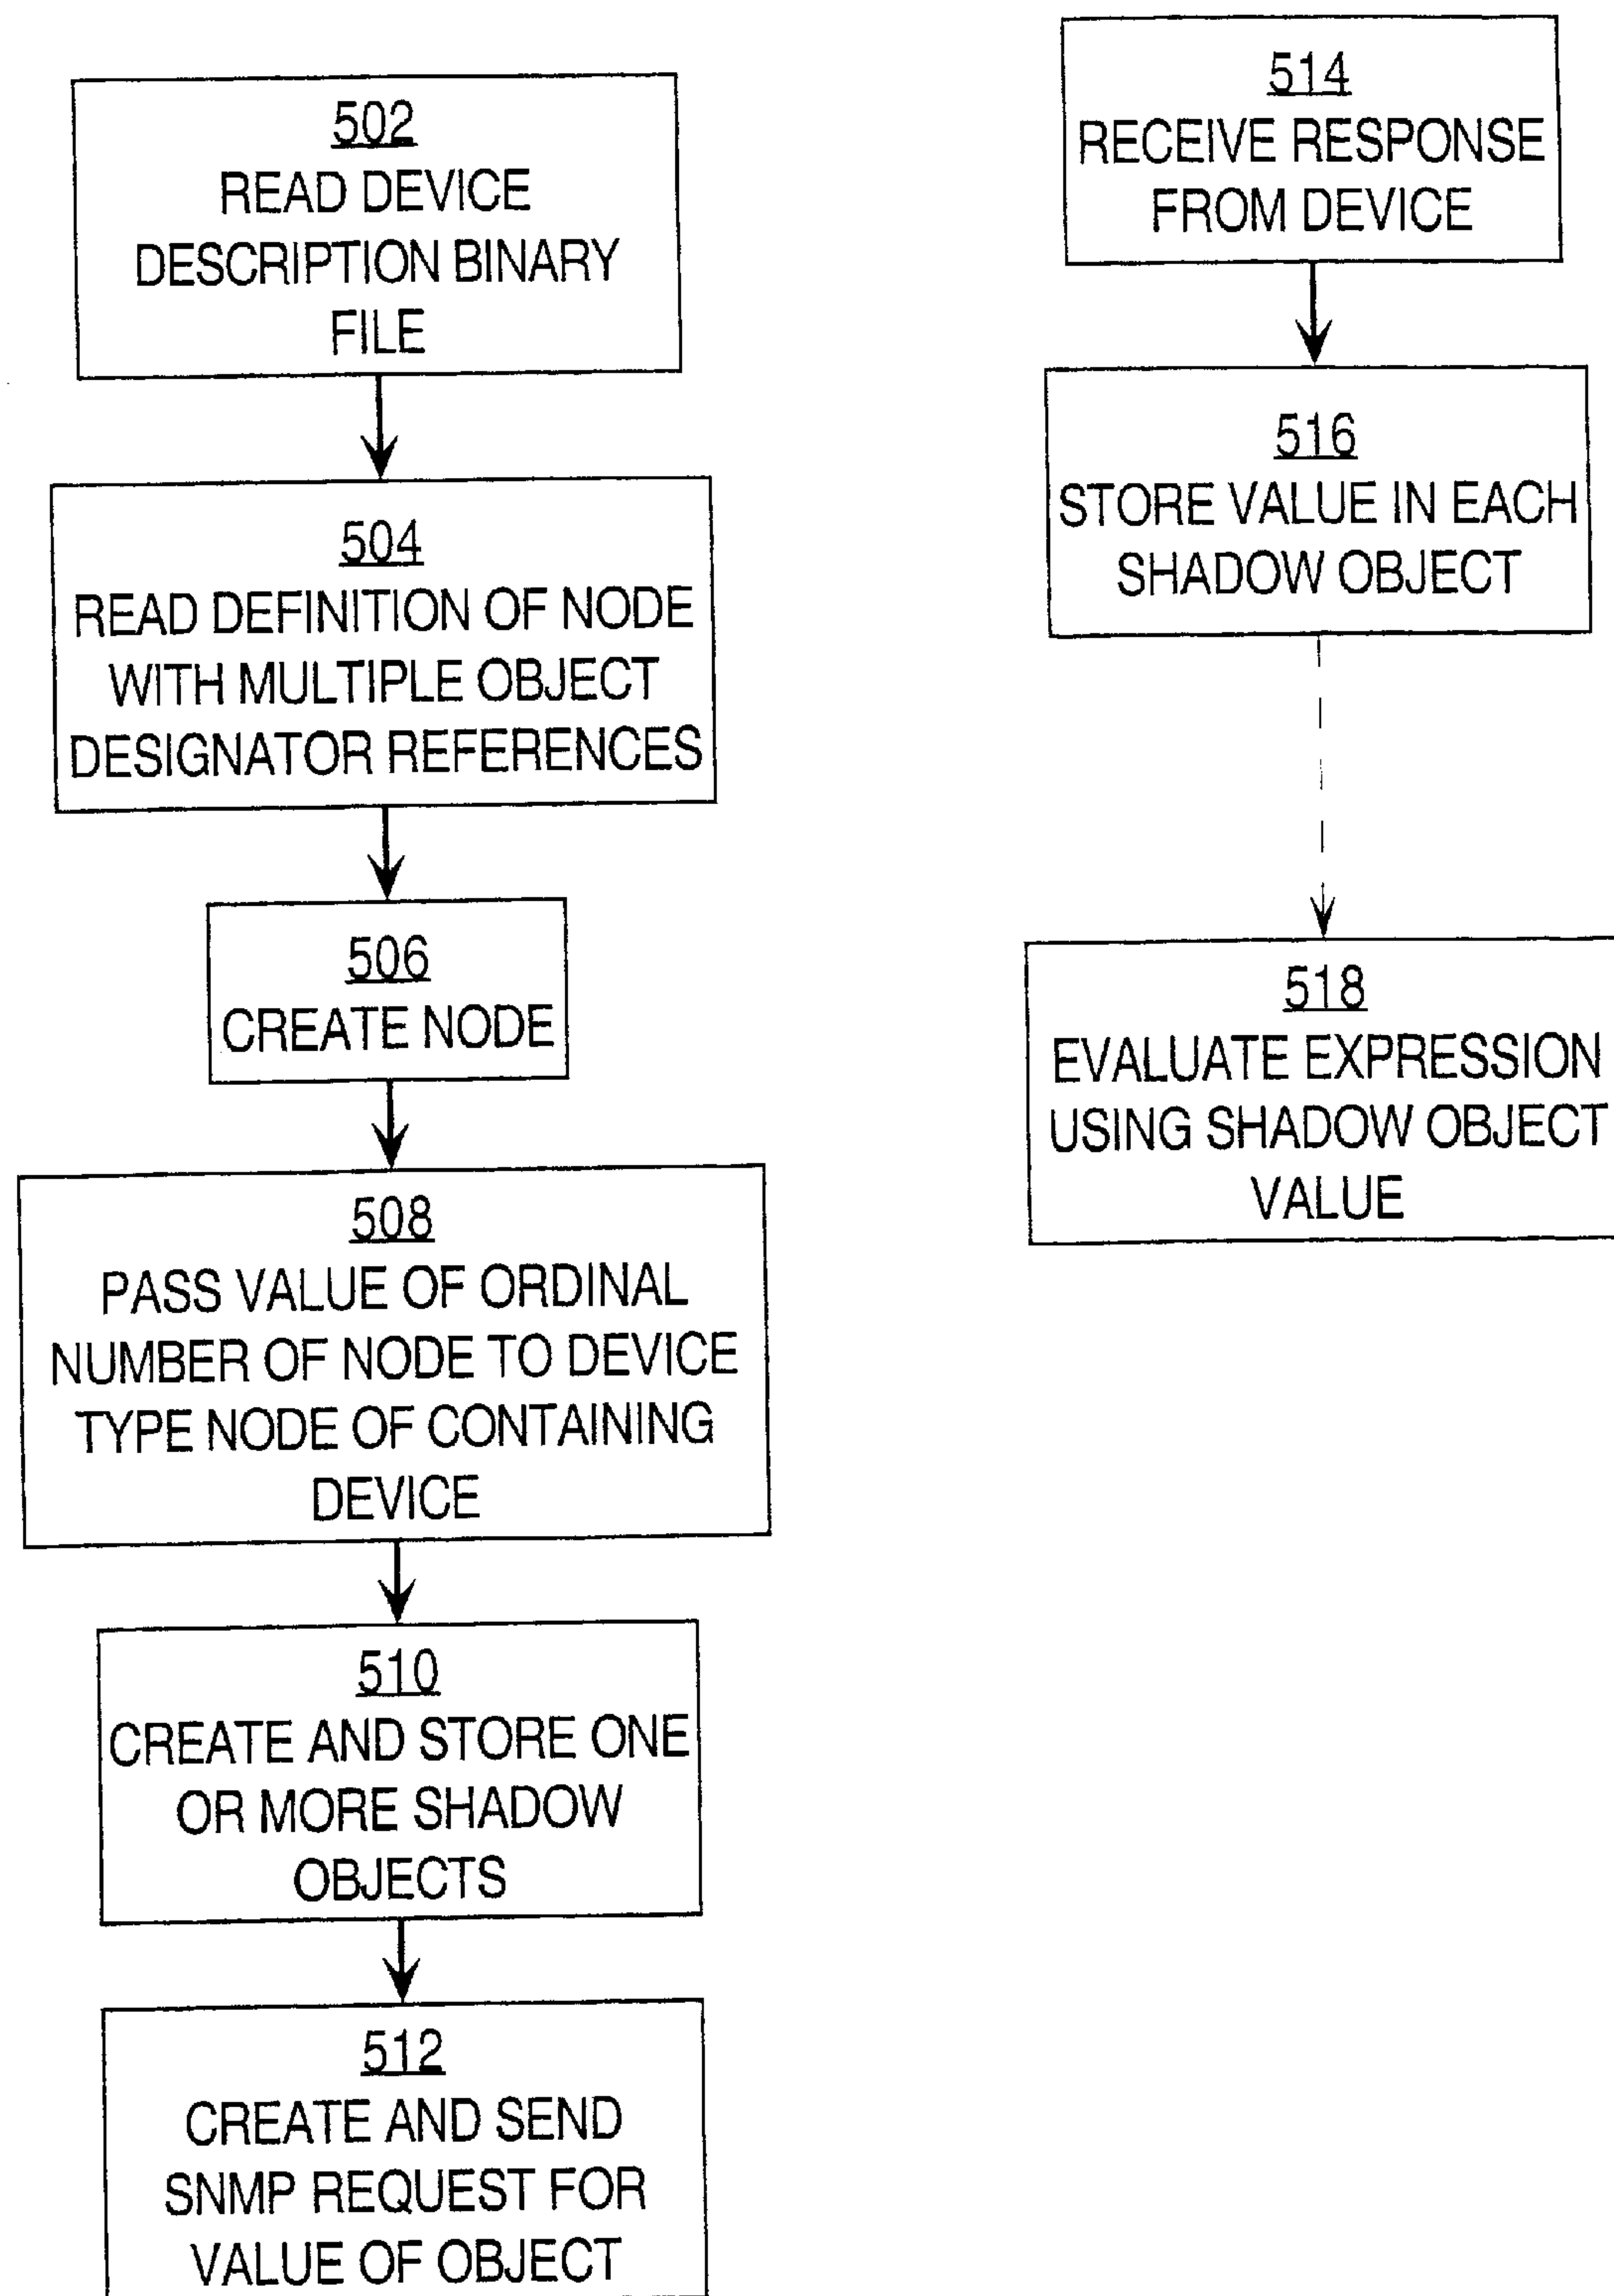 502
READ DEVICE
DESCRIPTION BINARY
FILE
504
READ DEFINITION OF NODE
WITH MULTIPLE OBJECT
DESIGNATOR REFERENCES
506
CREATE NODE
508
PASS VALUE OF ORDINAL
NUMBER OF NODE TO DEVICE
TYPE NODE OF CONTAINING
DEVICE
510
CREATE AND STORE ONE
OR MORE SHADOW
OBJECTS
512
CREATE AND SEND
SNMP REQUEST FOR
VALUE OF OBJECT
514
RECEIVE RESPONSE
FROM DEVICE
516
STORE VALUE IN EACH
SHADOW OBJECT
518
EVALUATE EXPRESSION
USING SHADOW OBJECT
VALUE